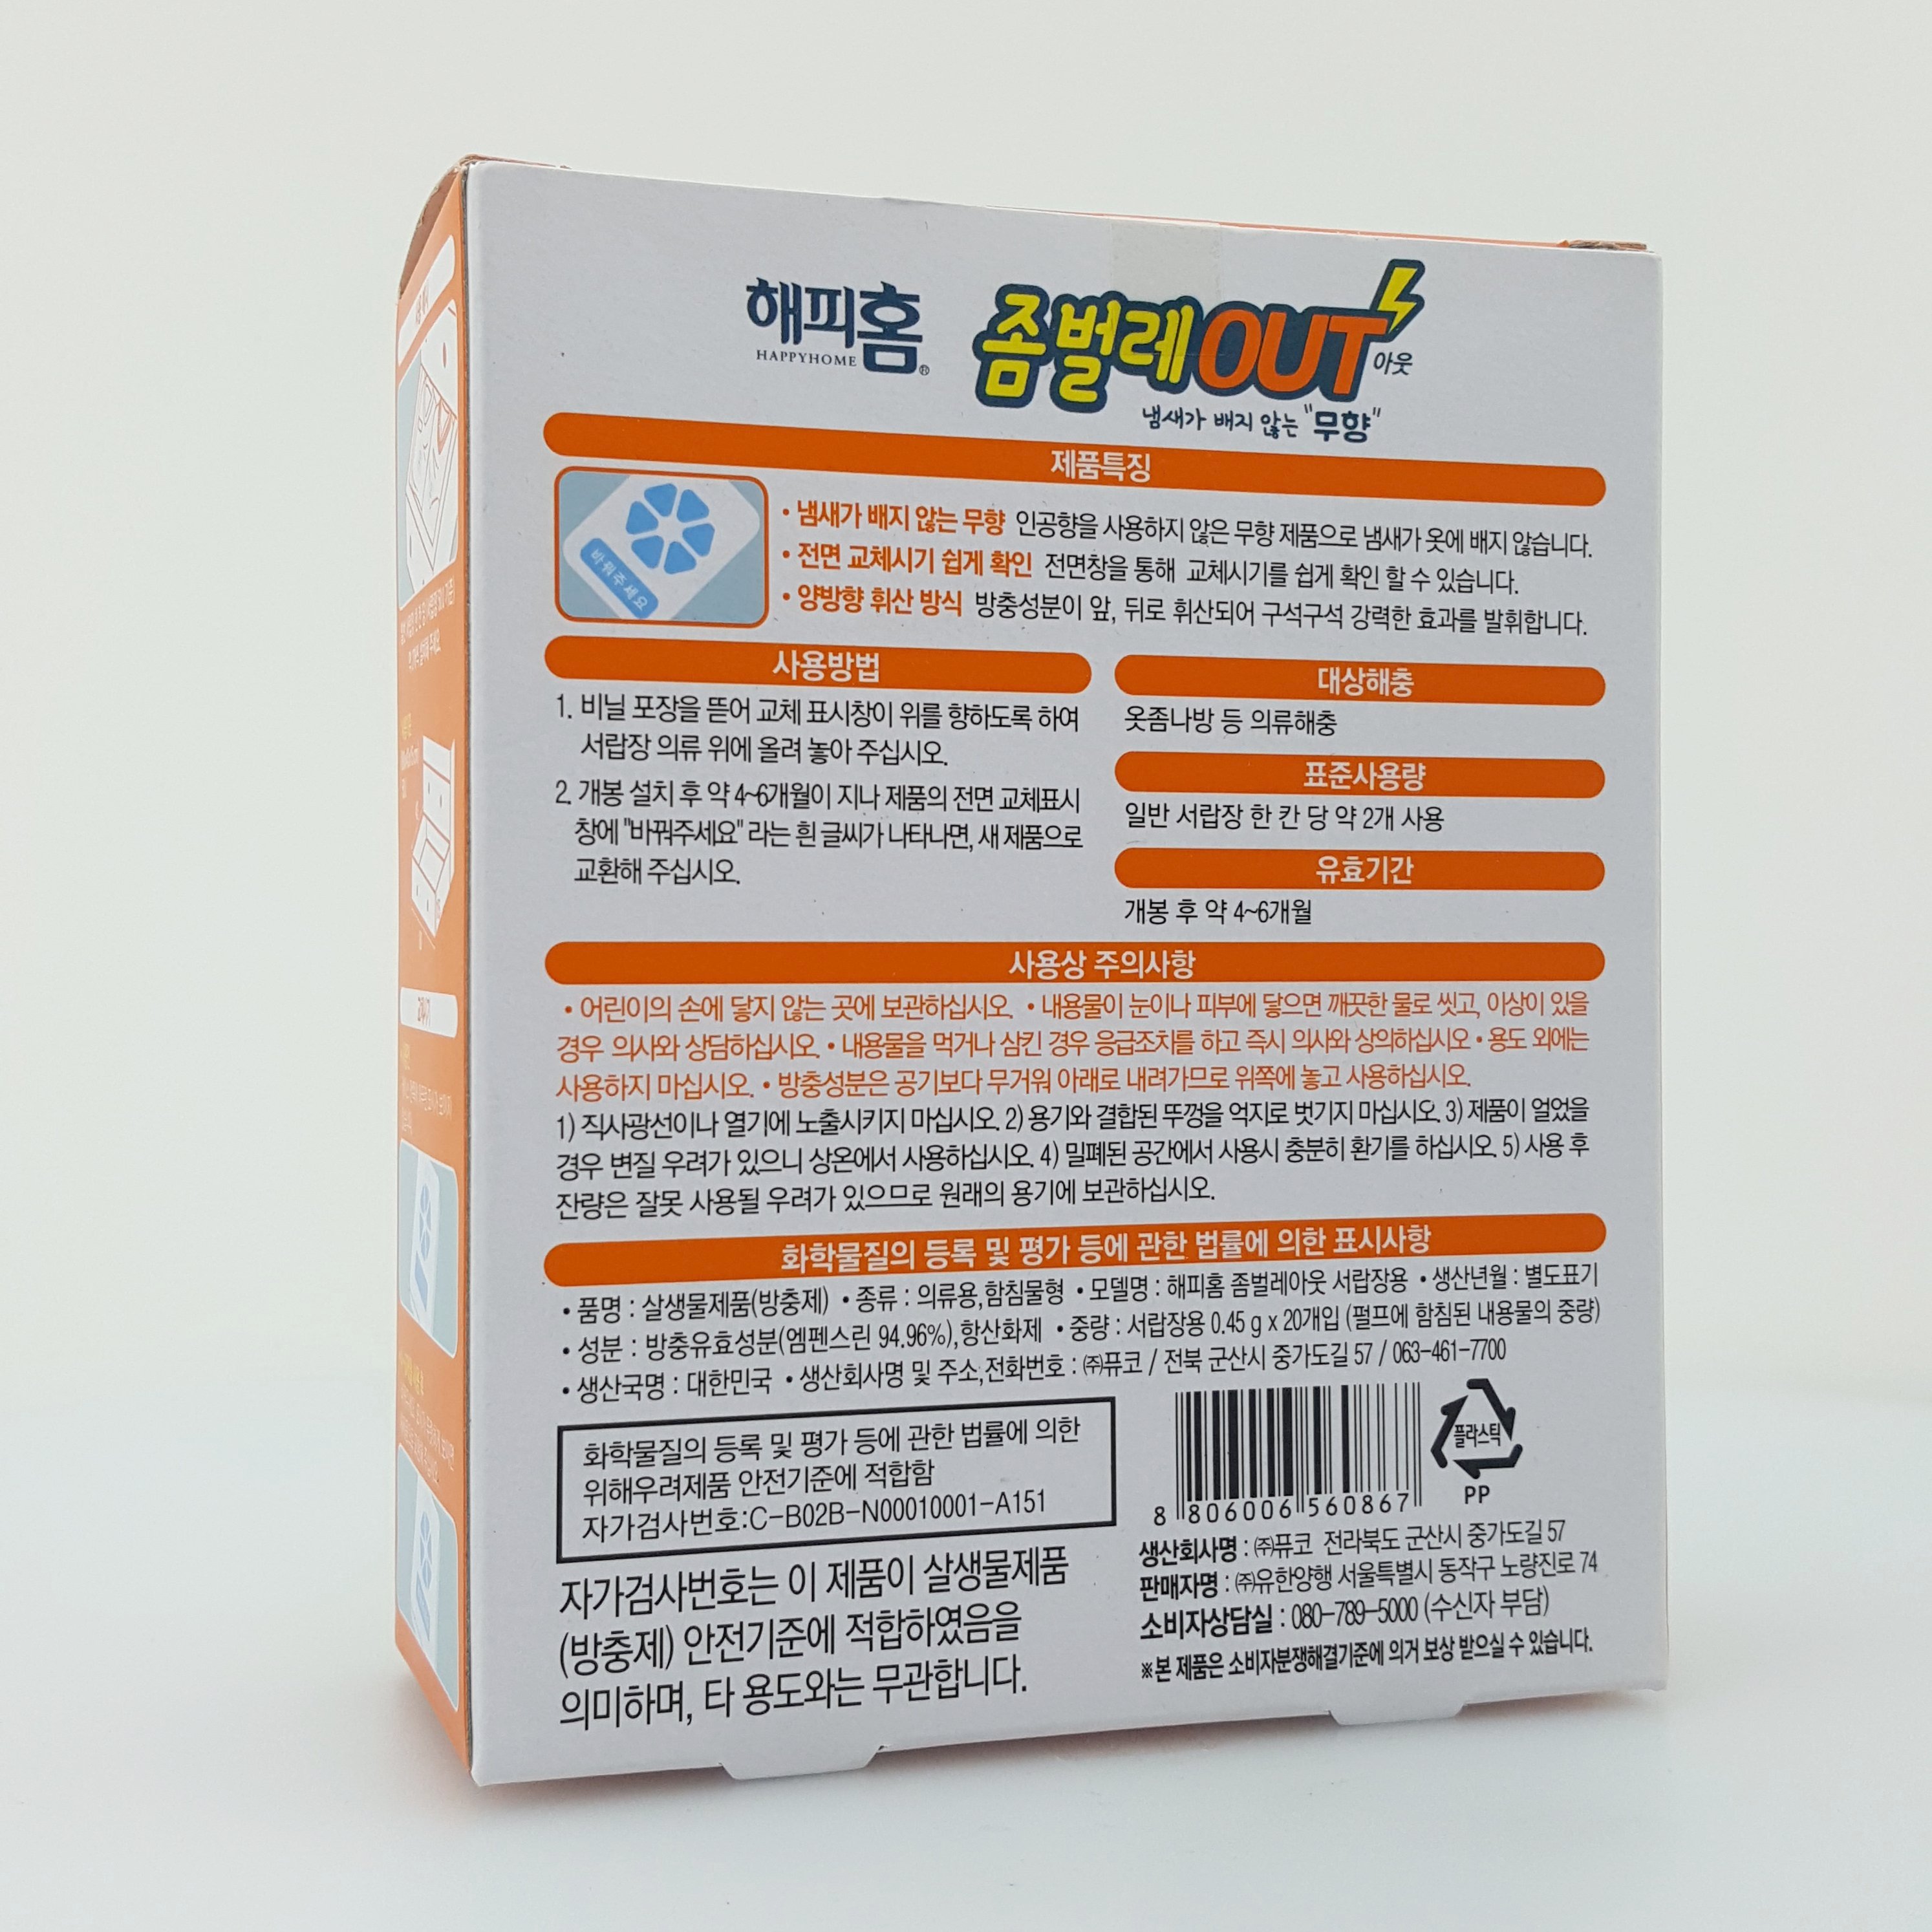 해피홈
HAPPYHOME ®
좀벌레OUT
아웃
냄새가 배지 않는 "무향"
제품특징
바꿔주세요
• 냄새가 배지 않는 무향 인공향을 사용하지 않은 무향 제품으로 냄새가 옷에 배지 않습니다.
• 전면 교체시기 쉽게 확인 전면창을 통해 교체시기를 쉽게 확인 할 수 있습니다.
• 양방향 휘산 방식 방충성분이 앞, 뒤로 휘산되어 구석구석 강력한 효과를 발휘합니다.
사용방법
1. 비닐 포장을 뜯어 교체 표시창이 위를 향하도록 하여
서랍장 의류 위에 올려 놓아 주십시오.
2. 개봉 설치 후 약 4~6개월이 지나 제품의 전면 교체표시
창에 "바꿔주세요" 라는 흰 글씨가 나타나면, 새 제품으로
교환해 주십시오.
대상해충
옷좀나방 등 의류해충
표준사용량
일반 서랍장 한 칸 당 약 2개 사용
유효기간
개봉 후 약 4~6개월
사용상 주의사항
• 어린이의 손에 닿지 않는 곳에 보관하십시오. • 내용물이 눈이나 피부에 닿으면 깨끗한 물로 씻고, 이상이 있을
경우 의사와 상담하십시오. • 내용물을 먹거나 삼킨 경우 응급조치를 하고 즉시 의사와 상의하십시오 • 용도 외에는
사용하지 마십시오. • 방충성분은 공기보다 무거워 아래로 내려가므로 위쪽에 놓고 사용하십시오.
1) 직사광선이나 열기에 노출시키지 마십시오. 2) 용기와 결합된 뚜껑을 억지로 벗기지 마십시오. 3) 제품이 얼었을
경우 변질 우려가 있으니 상온에서 사용하십시오. 4) 밀폐된 공간에서 사용시 충분히 환기를 하십시오. 5) 사용 후
잔량은 잘못 사용될 우려가 있으므로 원래의 용기에 보관하십시오.
화학물질의 등록 및 평가 등에 관한 법률에 의한 표시사항
• 품명 : 살생물제품(방충제) • 종류 : 의류용,함침물형 • 모델명 : 해피홈 좀벌레아웃 서랍장용 • 생산년월 : 별도표기
• 성분 : 방충유효성분(엠펜스린 94.96%),항산화제 • 중량 : 서랍장용 0.45 g x 20개입 (펄프에 함침된 내용물의 중량)
• 생산국명 : 대한민국 • 생산회사명 및 주소,전화번호 : ㈜퓨코 / 전북 군산시 중가도길 57 / 063-461-7700
화학물질의 등록 및 평가 등에 관한 법률에 의한
위해우려제품 안전기준에 적합함
자가검사번호:C-B02B-N00010001-A151
자가검사번호는 이 제품이 살생물제품
(방충제) 안전기준에 적합하였음을
의미하며, 타 용도와는 무관합니다.
8 806006 560867
플라스틱
PP
생산회사명 : ㈜퓨코 전라북도 군산시 중가도길 57
판매자명 : ㈜유한양행 서울특별시 동작구 노량진로 74
소비자상담실 : 080-789-5000 (수신자 부담)
※본 제품은 소비자분쟁해결기준에 의거 보상 받으실 수 있습니다.